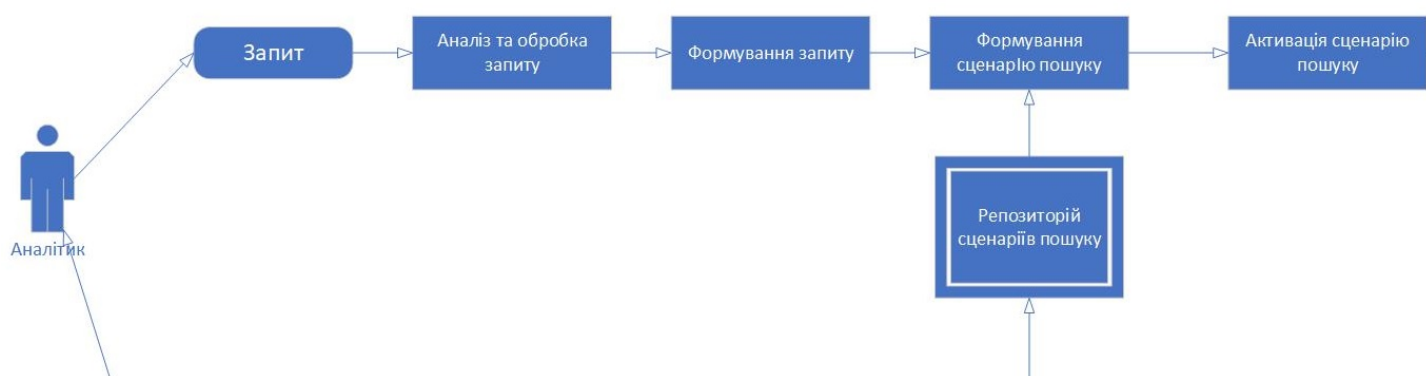 Запит
Аналіз та обробка
запиту
Формування запиту
Формування
сценарІю пошуку
Активація сценарію
пошуку
Аналітик
Репозиторій
сценаріїв пошуку